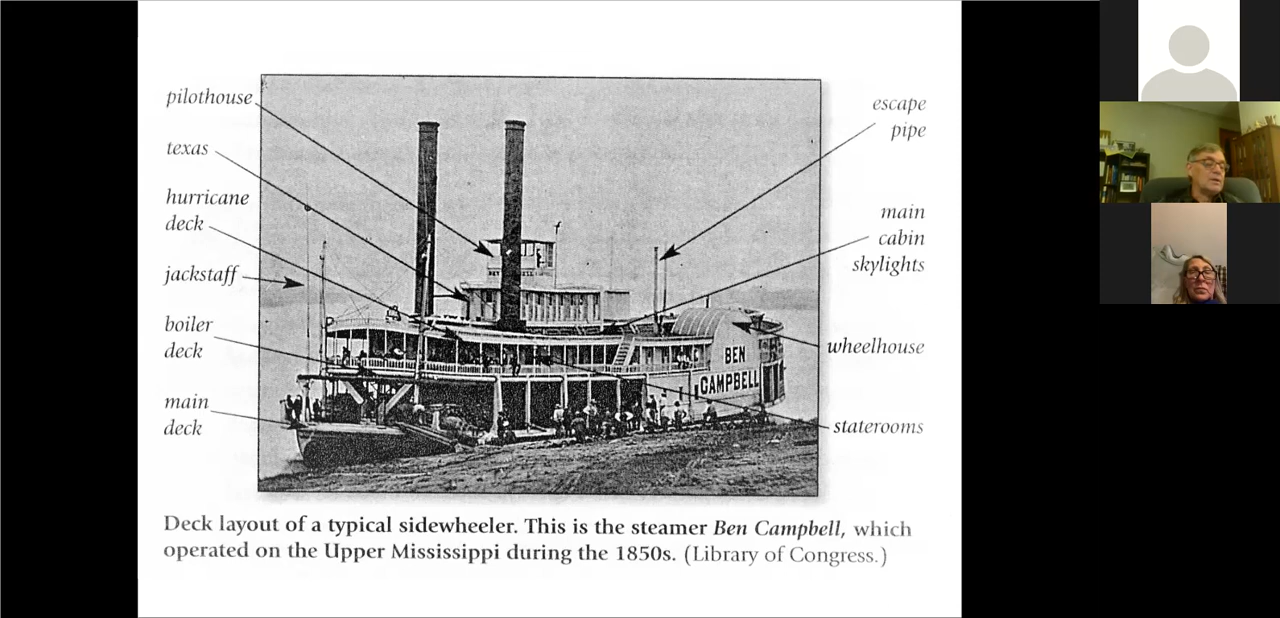 pilothouse
texas
hurricane
deck
jackstaff
boiler
deck
main
deck
escape
pipe
main
cabin
skylights
wheelhouse
staterooms
BEN
CAMPBELL
Deck layout of a typical sidewheeler. This is the steamer Ben Campbell, which
operated on the Upper Mississippi during the 1850s. (Library of Congress.)